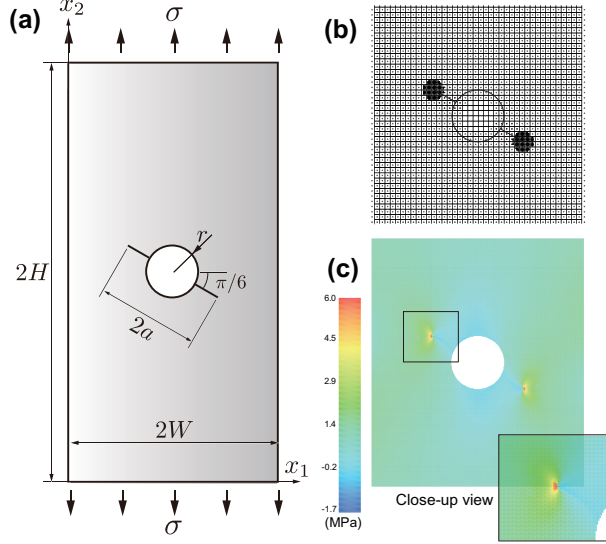 (a)
x₂
σ
2H
r
π/6
2a
2W
x₁
σ
(b)
(c)
6.0
4.5
2.9
1.4
-0.2
-1.7
(MPa)
Close-up view